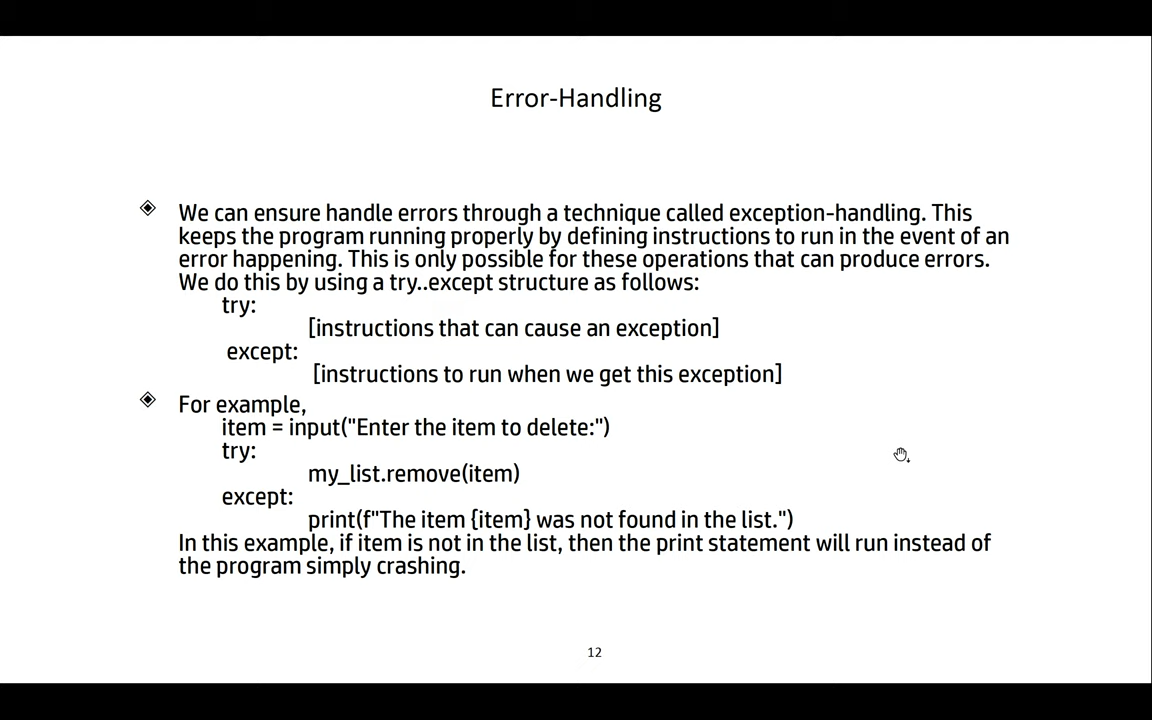 Error-Handling
We can ensure handle errors through a technique called exception-handling. This
keeps the program running properly by defining instructions to run in the event of an
error happening. This is only possible for these operations that can produce errors.
We do this by using a try..except structure as follows:
try:
[instructions that can cause an exception]
except:
[instructions to run when we get this exception]
For example,
item = input("Enter the item to delete:")
try:
my_list.remove(item)
except:
print(f"The item {item} was not found in the list.")
In this example, if item is not in the list, then the print statement will run instead of
the program simply crashing.
12